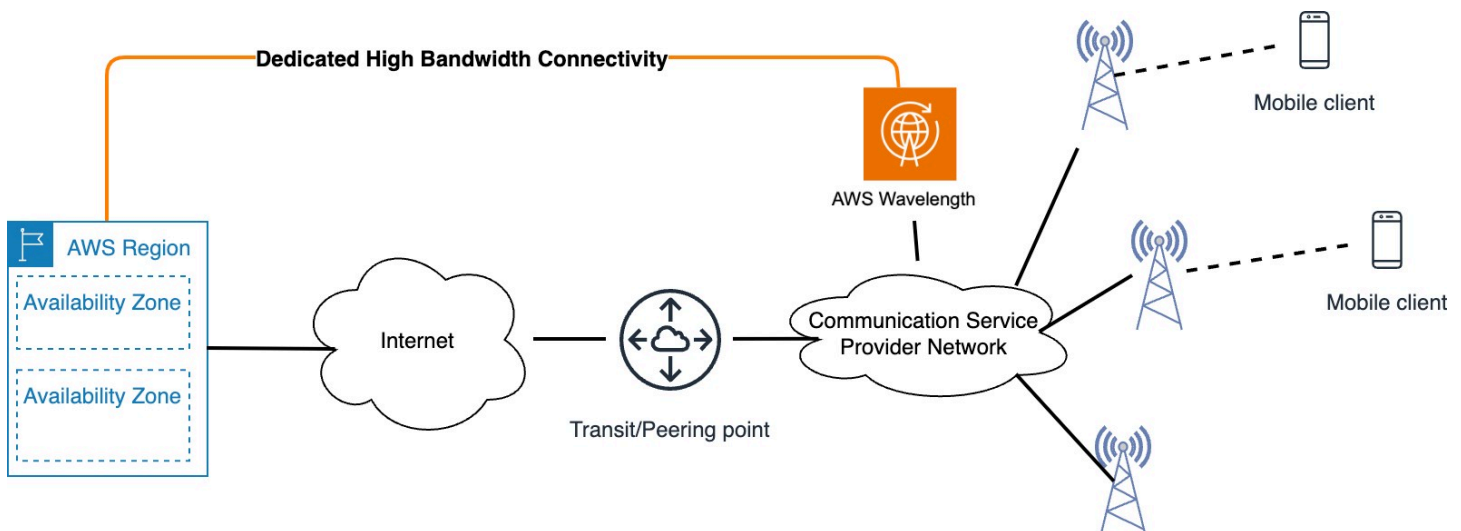 Dedicated High Bandwidth Connectivity
Mobile client
AWS Wavelength
AWS Region
Availability Zone
Availability Zone
Internet
Transit/Peering point
Communication Service
Provider Network
Mobile client